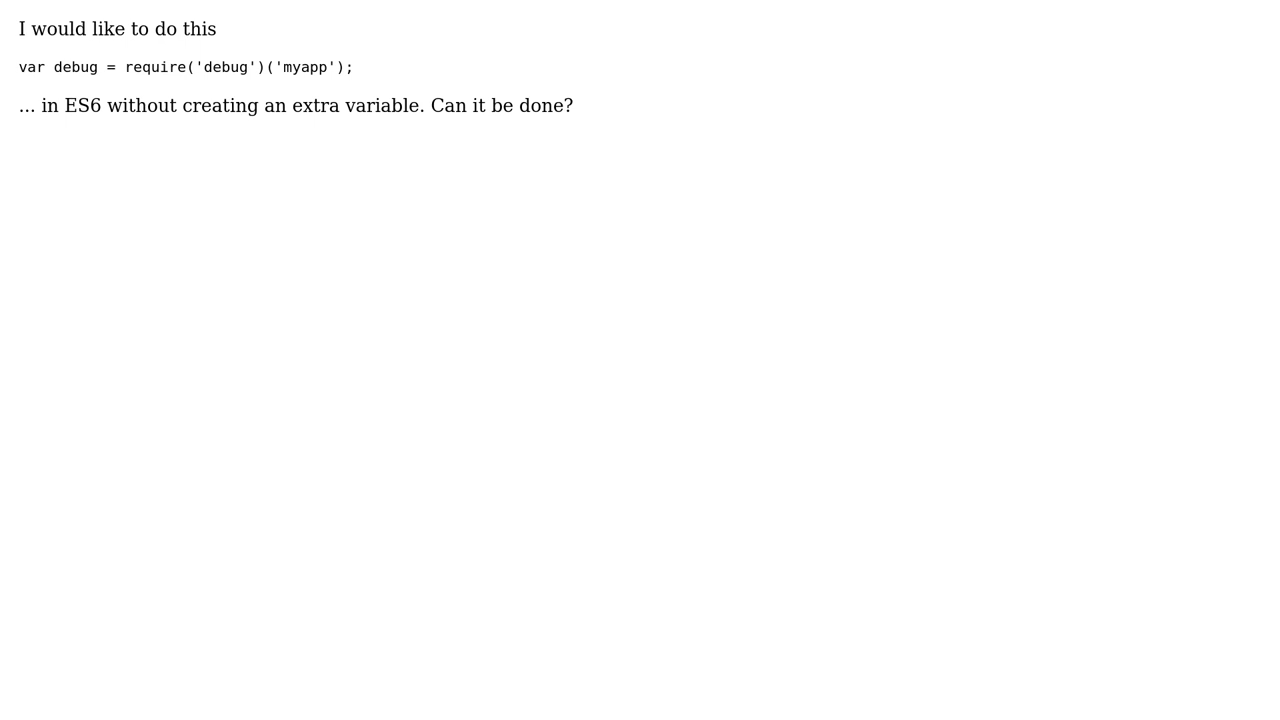 I would like to do this
var debug = require('debug')('myapp');
... in ES6 without creating an extra variable. Can it be done?